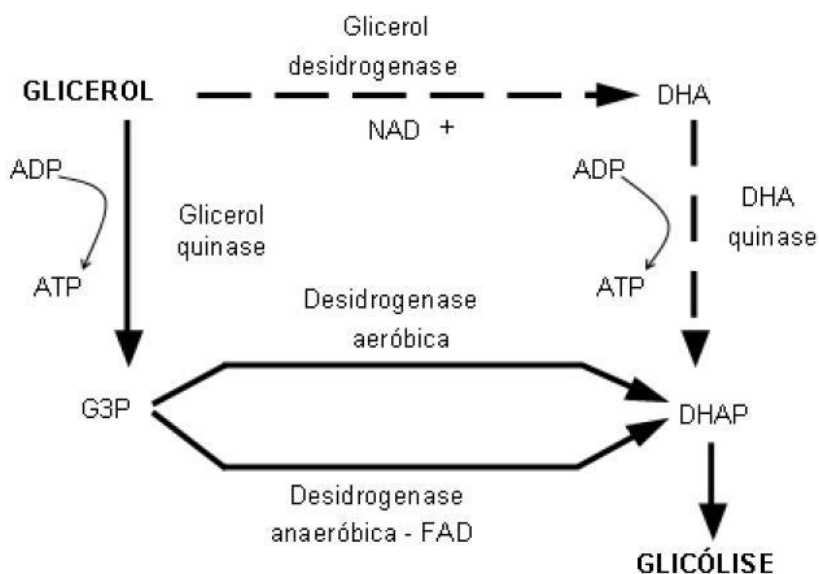 Glicerol
desidrogenase
GLICEROL
DHA
NAD +
ADP
ADP
Glicerol
quinase
DHA
quinase
ATP
ATP
Desidrogenase
aeróbica
G3P
DHAP
Desidrogenase
anaeróbica - FAD
GLICÓLISE